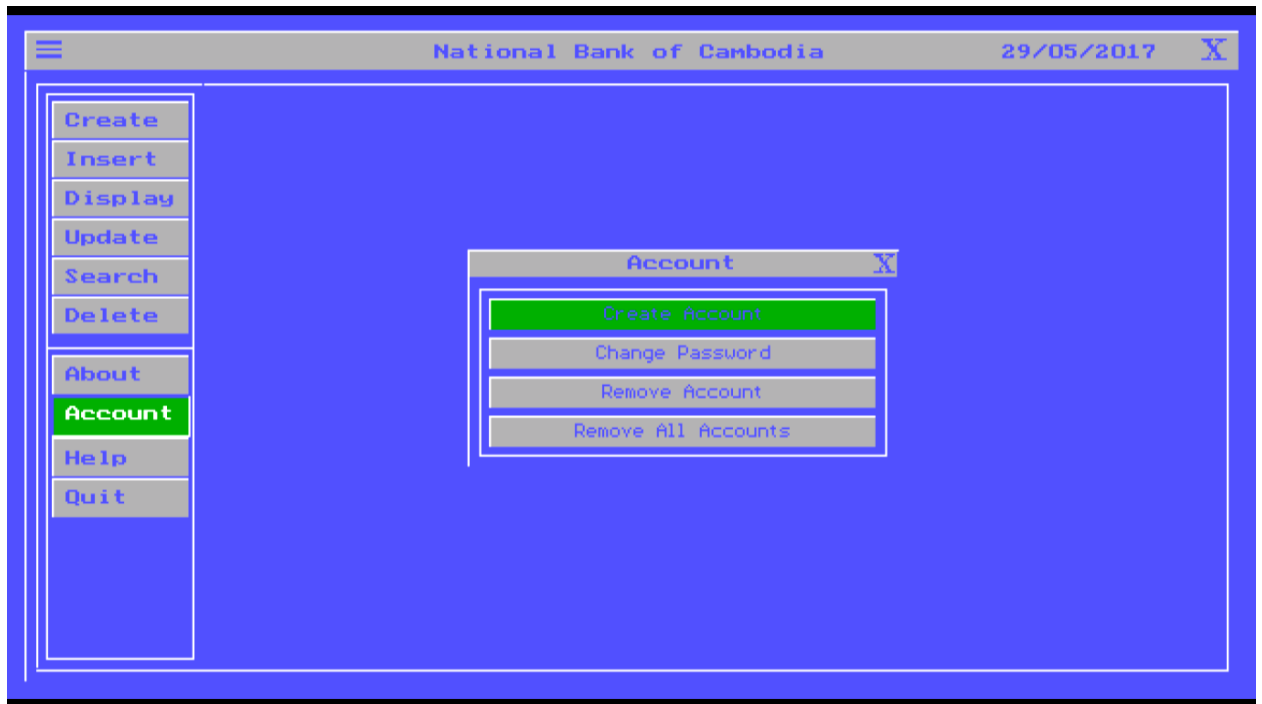 National Bank of Cambodia 29/05/2017 X
Create
Insert
Display
Update
Search
Delete
About
Account
Help
Quit
Account X
Create Account
Change Password
Remove Account
Remove All Accounts